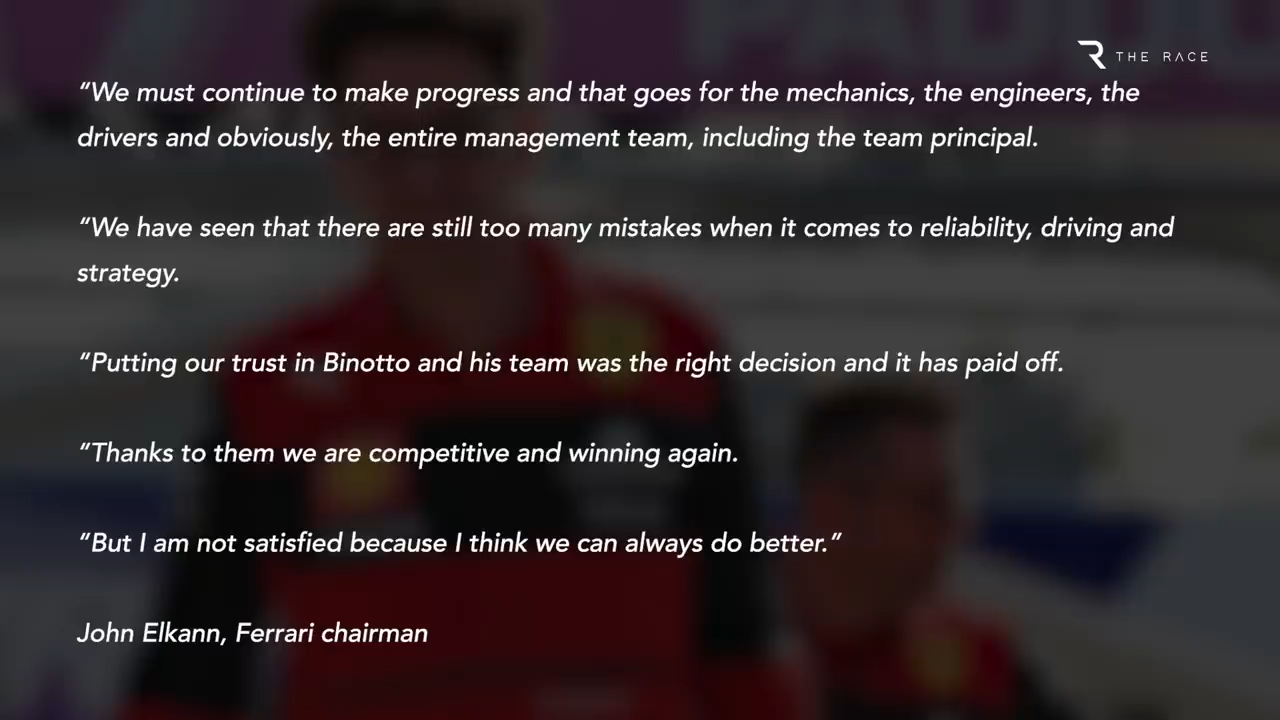 THE RACE
“We must continue to make progress and that goes for the mechanics, the engineers, the
drivers and obviously, the entire management team, including the team principal.
“We have seen that there are still too many mistakes when it comes to reliability, driving and
strategy.
“Putting our trust in Binotto and his team was the right decision and it has paid off.
“Thanks to them we are competitive and winning again.
“But I am not satisfied because I think we can always do better.”
John Elkann, Ferrari chairman